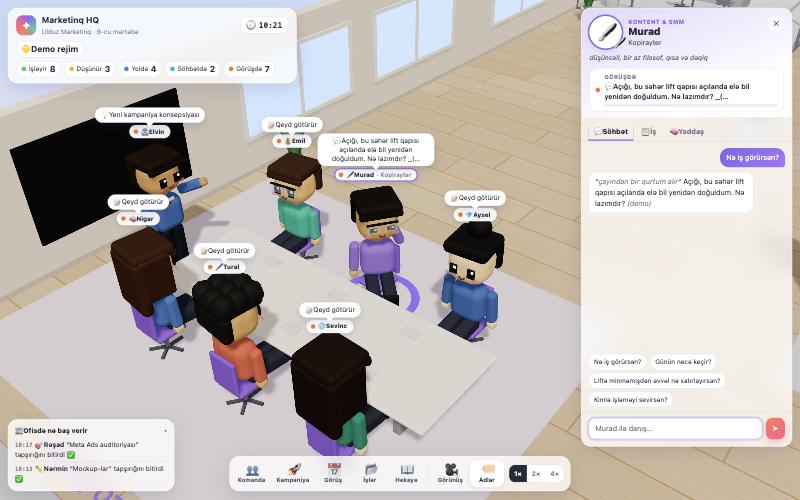 Marketinq HQ
Ulduz Marketinq · 9-cu mərtəbə
10:21
Demo rejim
İşləyir 8
Düşünür 3
Yolda 4
Söhbətdə 2
Görüşdə 7
Yeni kampaniya konsepsiyası
Elvin
Qeyd götürür
Emil
Açığı, bu səhər lift qapısı
açılanda elə bil yenidən
doğuldum. Nə lazımdır? _(…
Murad · Kopirayter
Qeyd götürür
Nigar
Qeyd götürür
Aysel
Qeyd götürür
Tural
Qeyd götürür
Sevinc
Ofisdə nə baş verir
10:17 Rəşad “Meta Ads auditoriyası”
tapşırığını bitirdi
10:13 Nərmin “Mockup-lar” tapşırığını bitirdi
Komanda
Kampaniya
Görüş
İşlər
Hekayə
Görünüş
Adlar
1×
2×
4×
KONTENT & SMM
Murad
Kopirayter
düşüncəli, bir az filosof, qısa və dəqiq
GÖRÜŞDƏ
Açığı, bu səhər lift qapısı açılanda elə bil
yenidən doğuldum. Nə lazımdır? _(…
Söhbət
İş
Yaddaş
Nə iş görürsən?
*çayından bir qurtum alır* Açığı, bu səhər lift
qapısı açılanda elə bil yenidən doğuldum. Nə
lazımdır? (demo)
Nə iş görürsən?
Günün necə keçir?
Liftə minməmişdən əvvəl nə xatırlayırsan?
Kimlə işləməyi sevirsən?
Murad ilə danış...